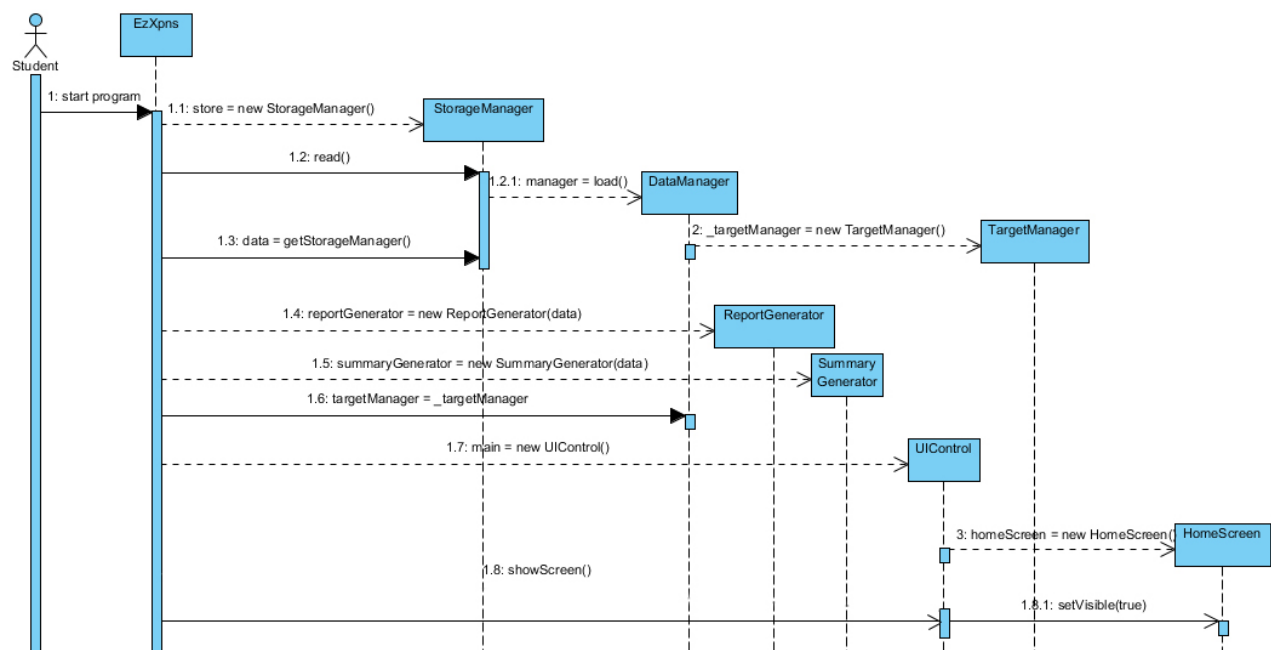 EzXpns
Student
1: start program
1.1: store = new StorageManager()
StorageManager
1.2: read()
1.2.1: manager = load()
DataManager
1.3: data = getStorageManager()
2: _targetManager = new TargetManager()
TargetManager
1.4: reportGenerator = new ReportGenerator(data)
ReportGenerator
1.5: summaryGenerator = new SummaryGenerator(data)
Summary
Generator
1.6: targetManager = _targetManager
1.7: main = new UIControl()
UIControl
3: homeScreen = new HomeScreen()
HomeScreen
1.8: showScreen()
1.8.1: setVisible(true)